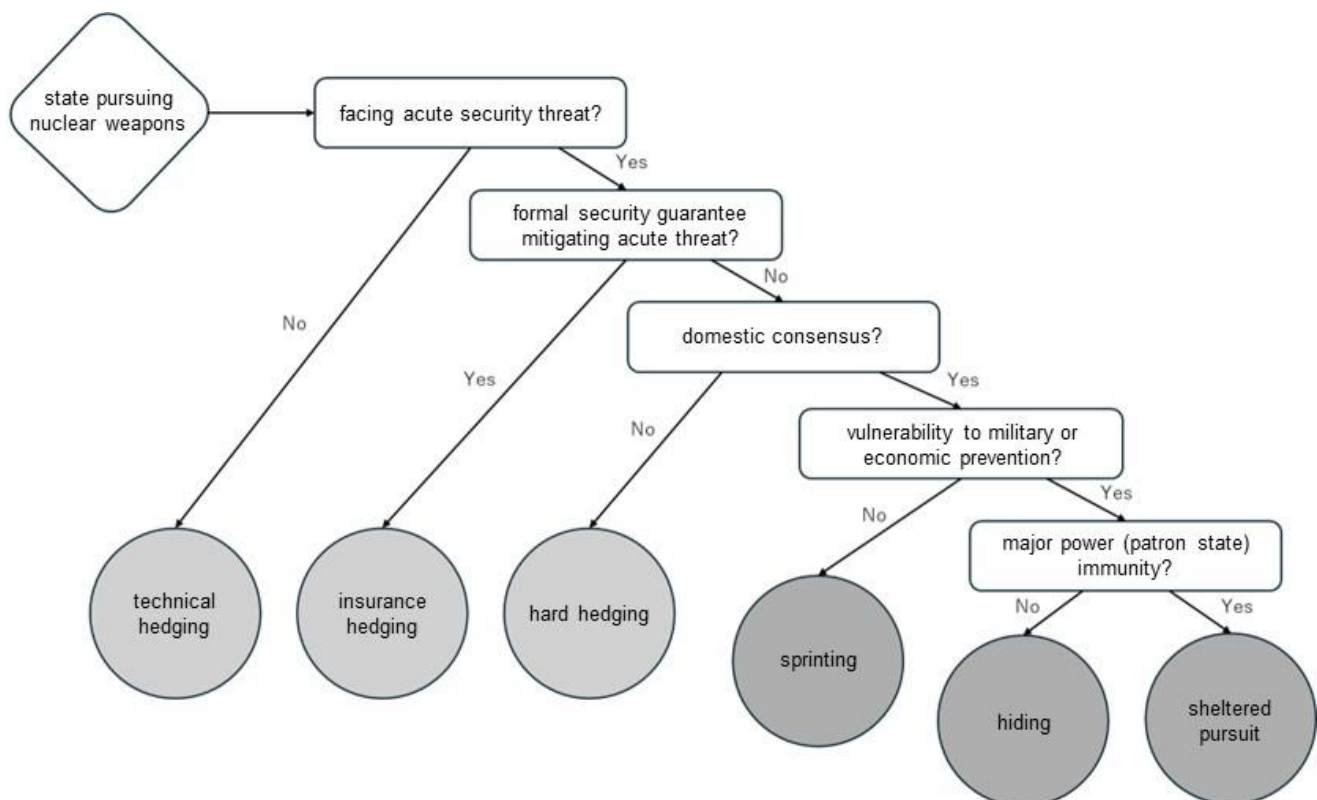 state pursuing
nuclear weapons
facing acute security threat?
Yes
formal security guarantee
mitigating acute threat?
No
No
domestic consensus?
Yes
Yes
No
vulnerability to military or
economic prevention?
Yes
No
major power (patron state)
immunity?
No
Yes
technical
hedging
insurance
hedging
hard hedging
sprinting
hiding
sheltered
pursuit